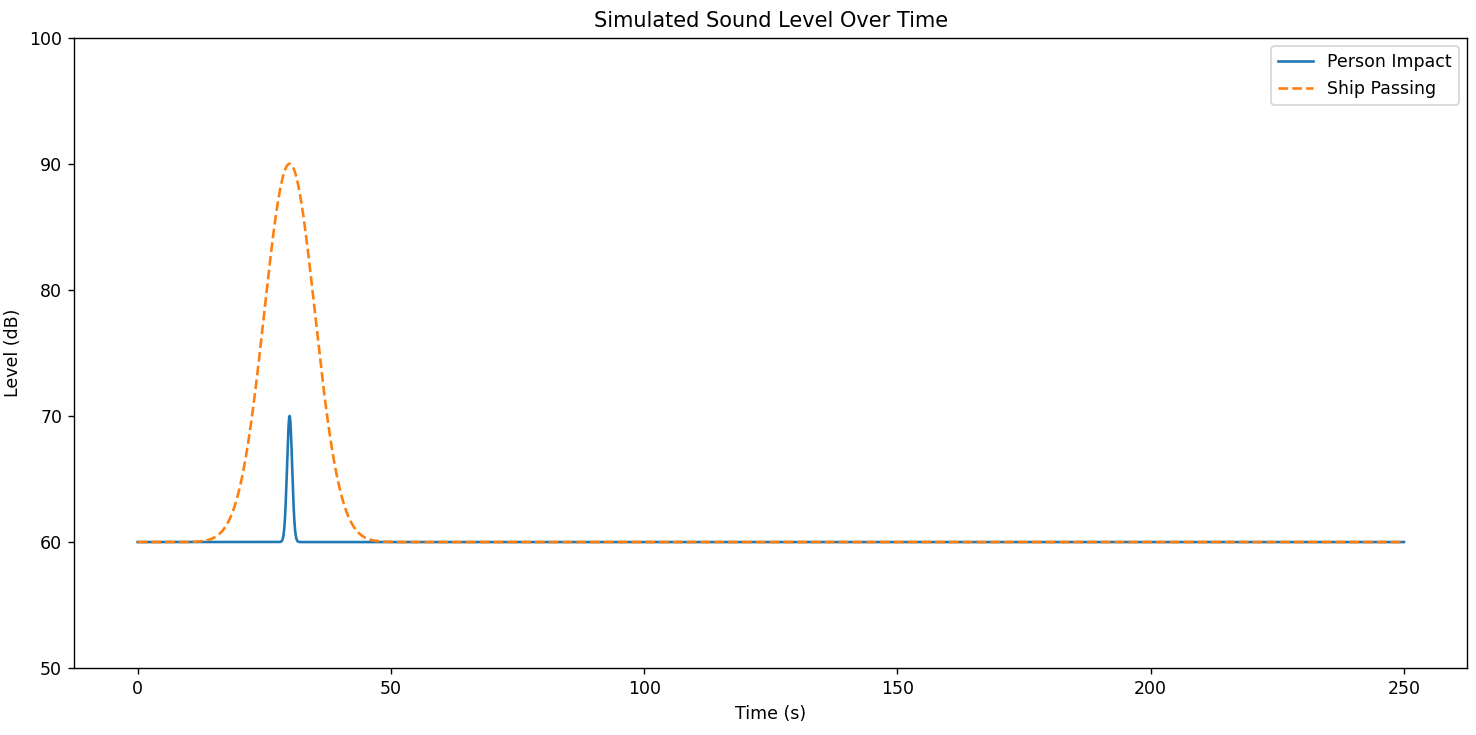 Simulated Sound Level Over Time
100
90
80
70
60
50
Level (dB)
Person Impact
Ship Passing
0
50
100
150
200
250
Time (s)